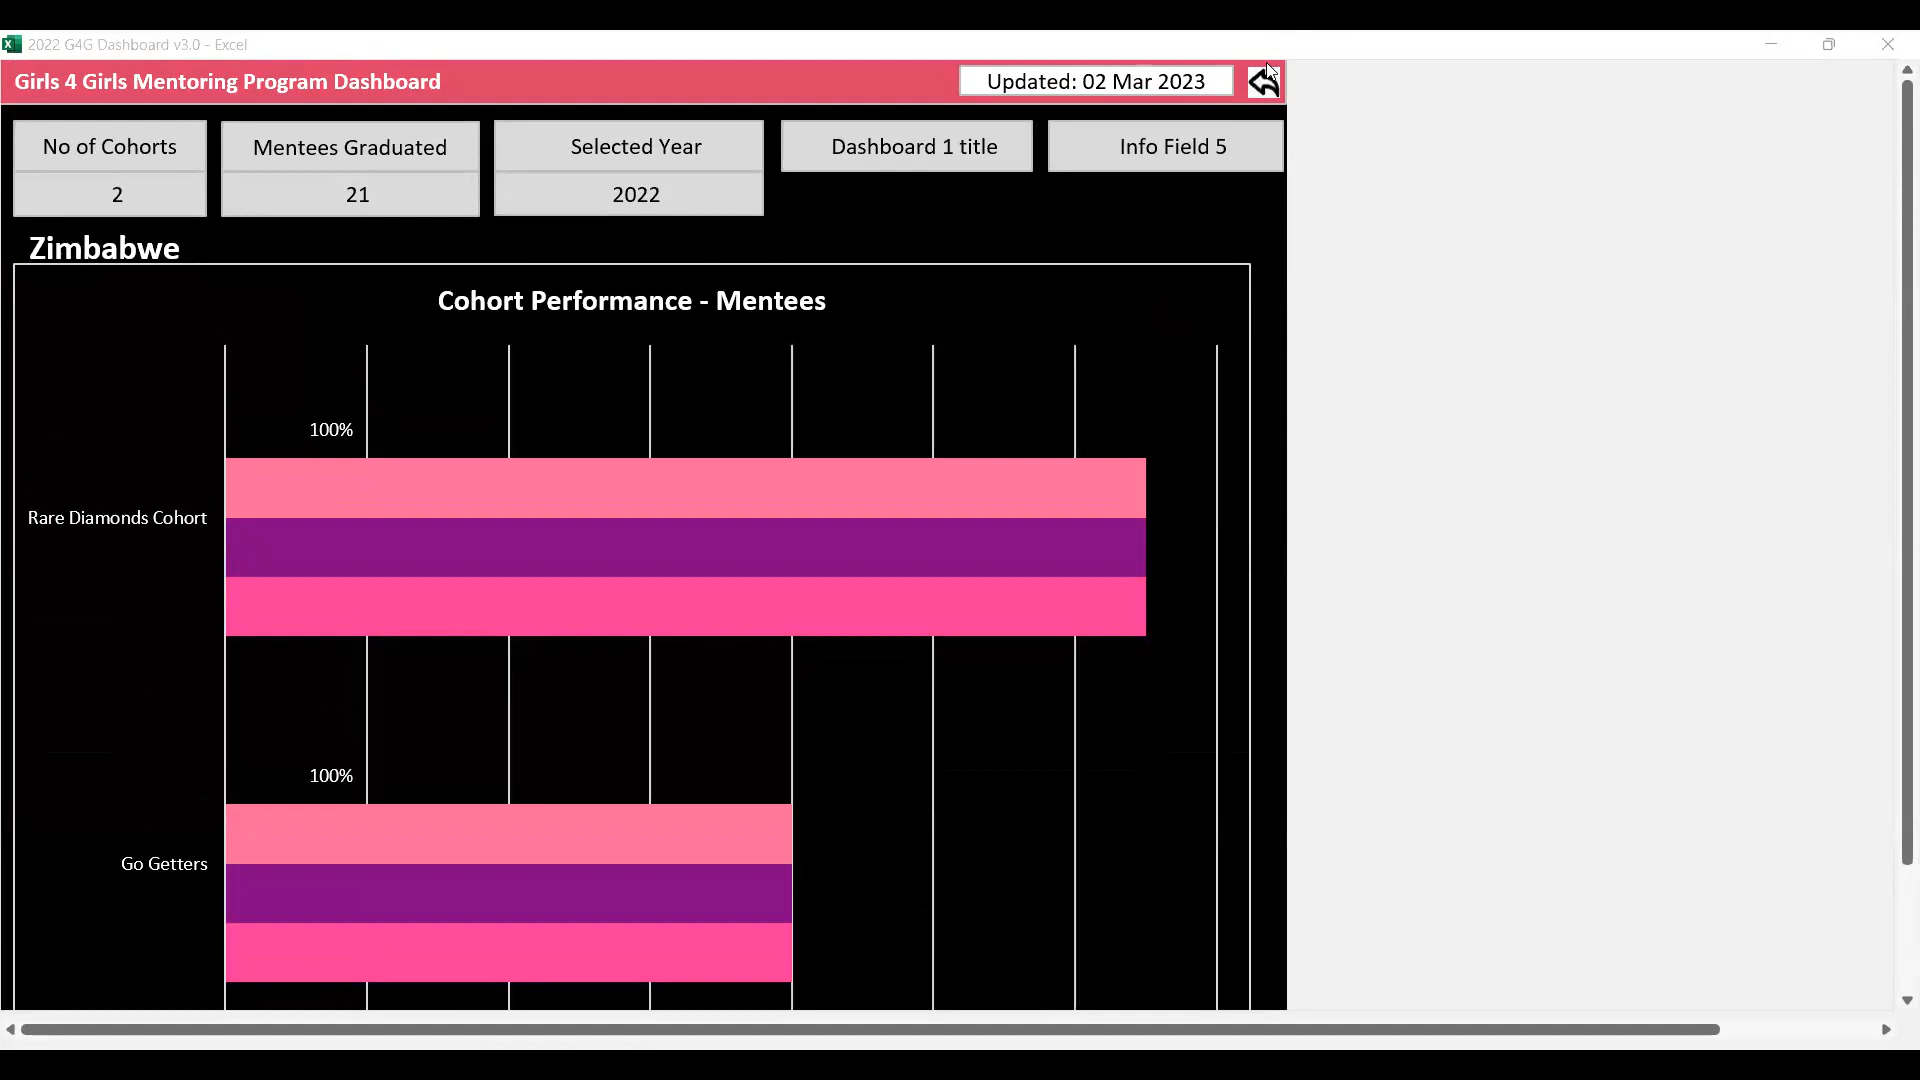 2022 G4G Dashboard v3.0 - Excel
Girls 4 Girls Mentoring Program Dashboard
Updated: 02 Mar 2023
No of Cohorts
Mentees Graduated
Selected Year
Dashboard 1 title
Info Field 5
2
21
2022
Zimbabwe
Cohort Performance - Mentees
100%
Rare Diamonds Cohort
100%
Go Getters